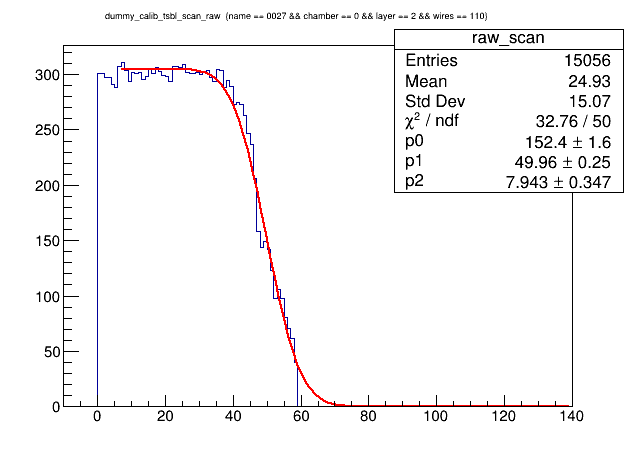 dummy_calib_tsbl_scan_raw (name == 0027 && chamber == 0 && layer == 2 && wires == 110)
raw_scan
Entries 15056
Mean 24.93
Std Dev 15.07
χ² / ndf 32.76 / 50
p0 152.4 ± 1.6
p1 49.96 ± 0.25
p2 7.943 ± 0.347
300
250
200
150
100
50
0
0 20 40 60 80 100 120 140